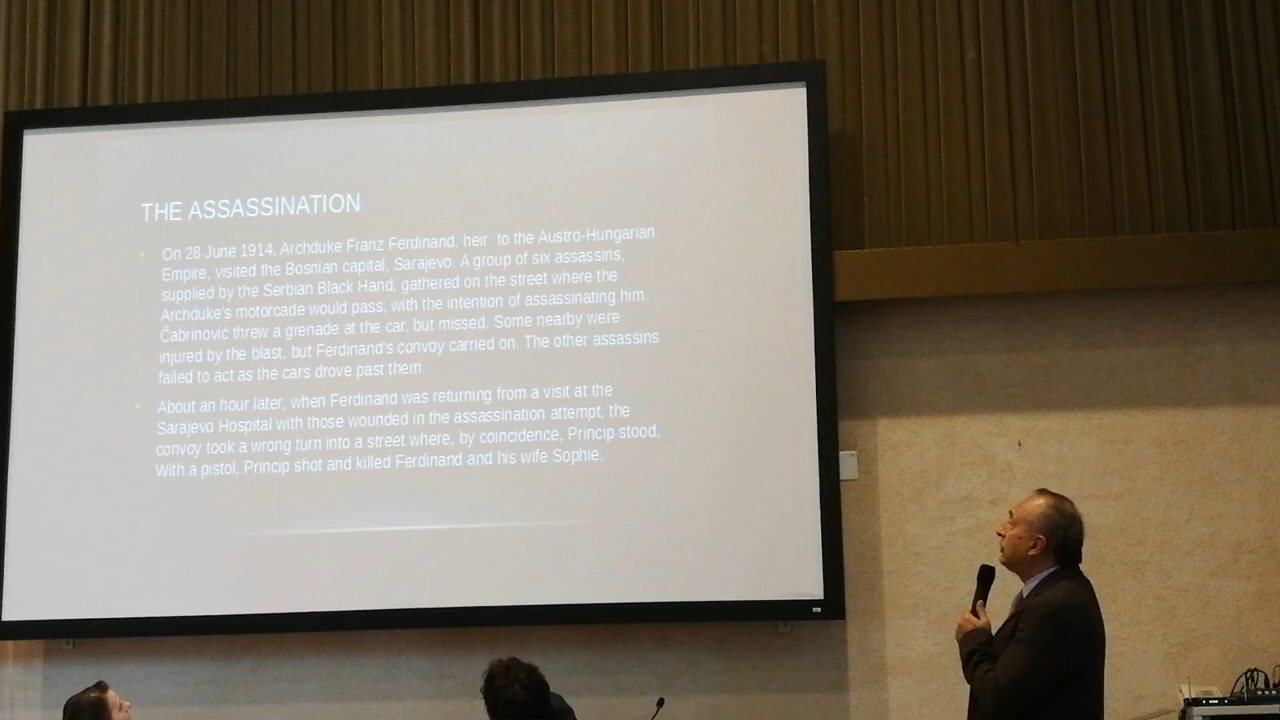 THE ASSASSINATION
On 28 June 1914, Archduke Franz Ferdinand, heir to the Austro-Hungarian
Empire, visited the Bosnian capital, Sarajevo. A group of six assassins,
supplied by the Serbian Black Hand, gathered on the street where the
Archduke's motorcade would pass, with the intention of assassinating him.
Čabrinović threw a grenade at the car, but missed. Some nearby were
injured by the blast, but Ferdinand's convoy carried on. The other assassins
failed to act as the cars drove past them.
About an hour later, when Ferdinand was returning from a visit at the
Sarajevo Hospital with those wounded in the assassination attempt, the
convoy took a wrong turn into a street where, by coincidence, Princip stood.
With a pistol, Princip shot and killed Ferdinand and his wife Sophie.